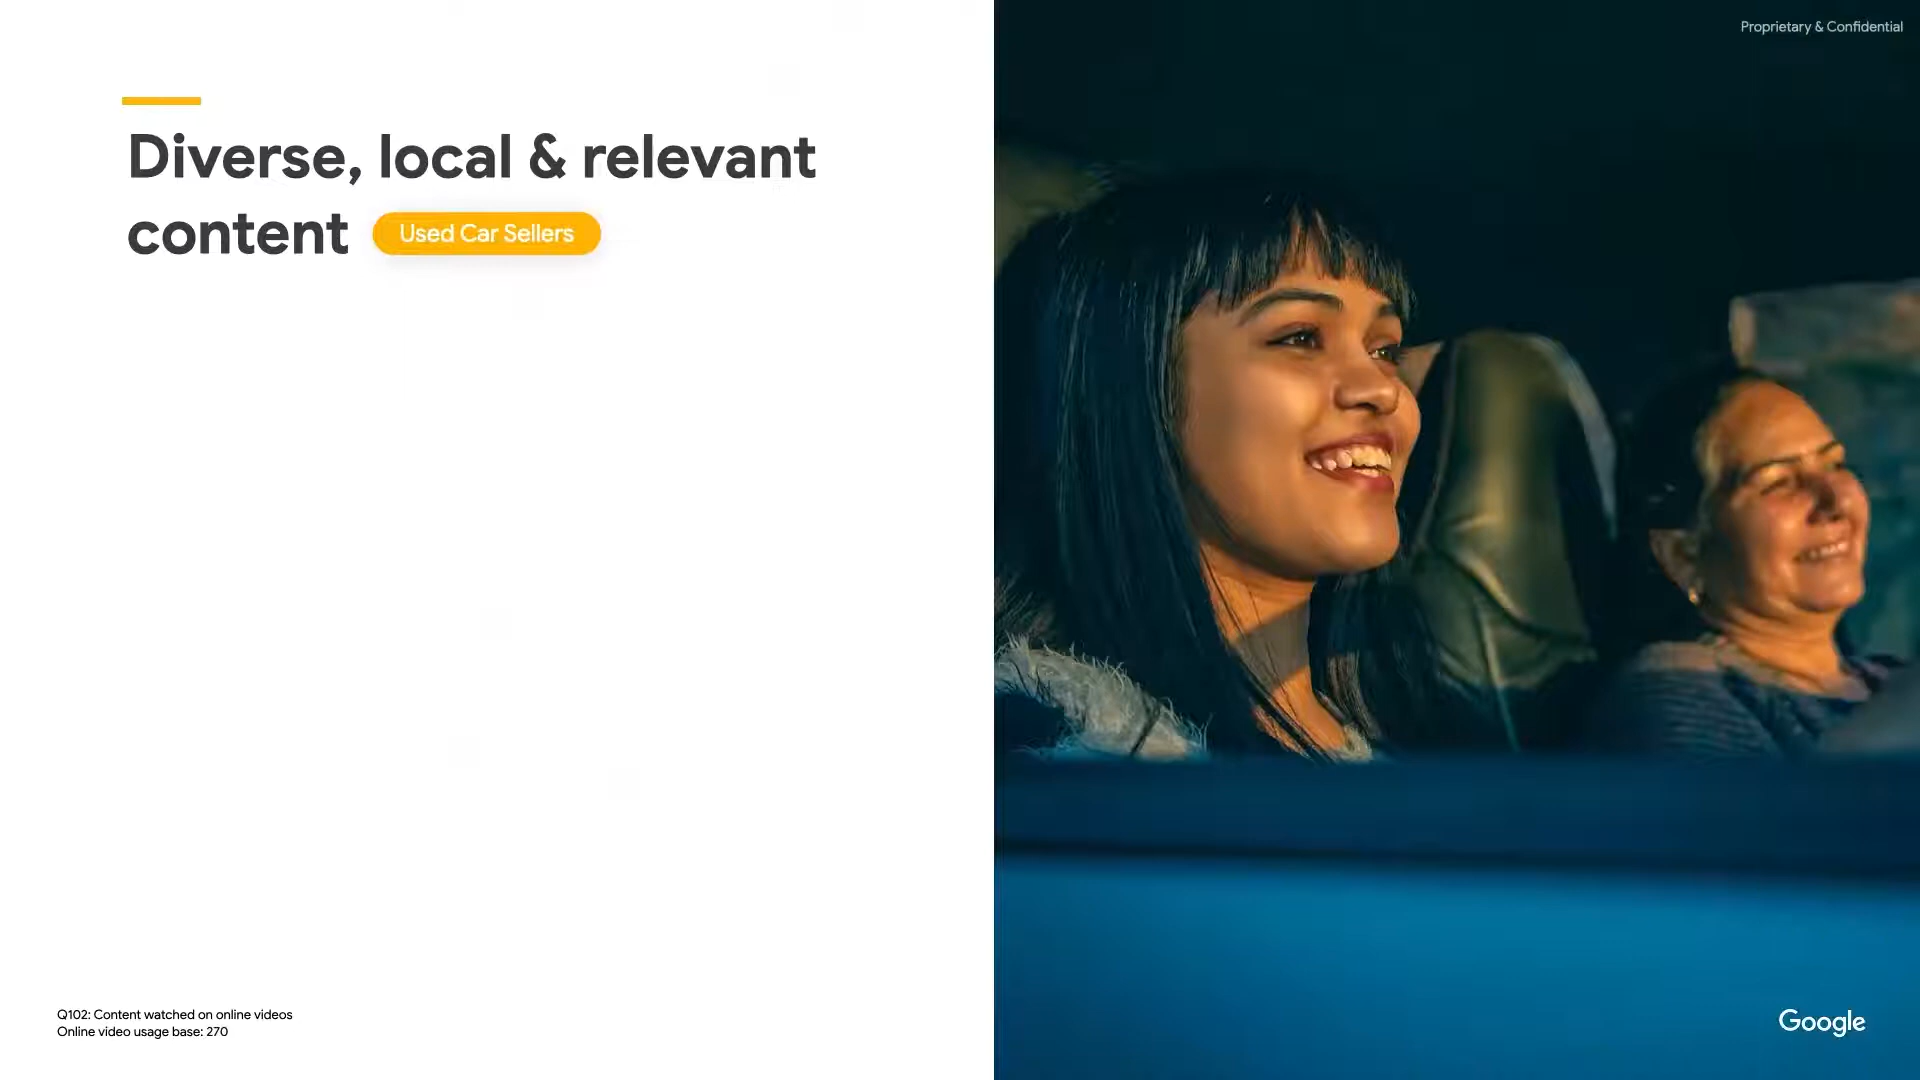 Proprietary & Confidential
Diverse, local & relevant
content
Used Car Sellers
Q102: Content watched on online videos
Online video usage base: 270
Google